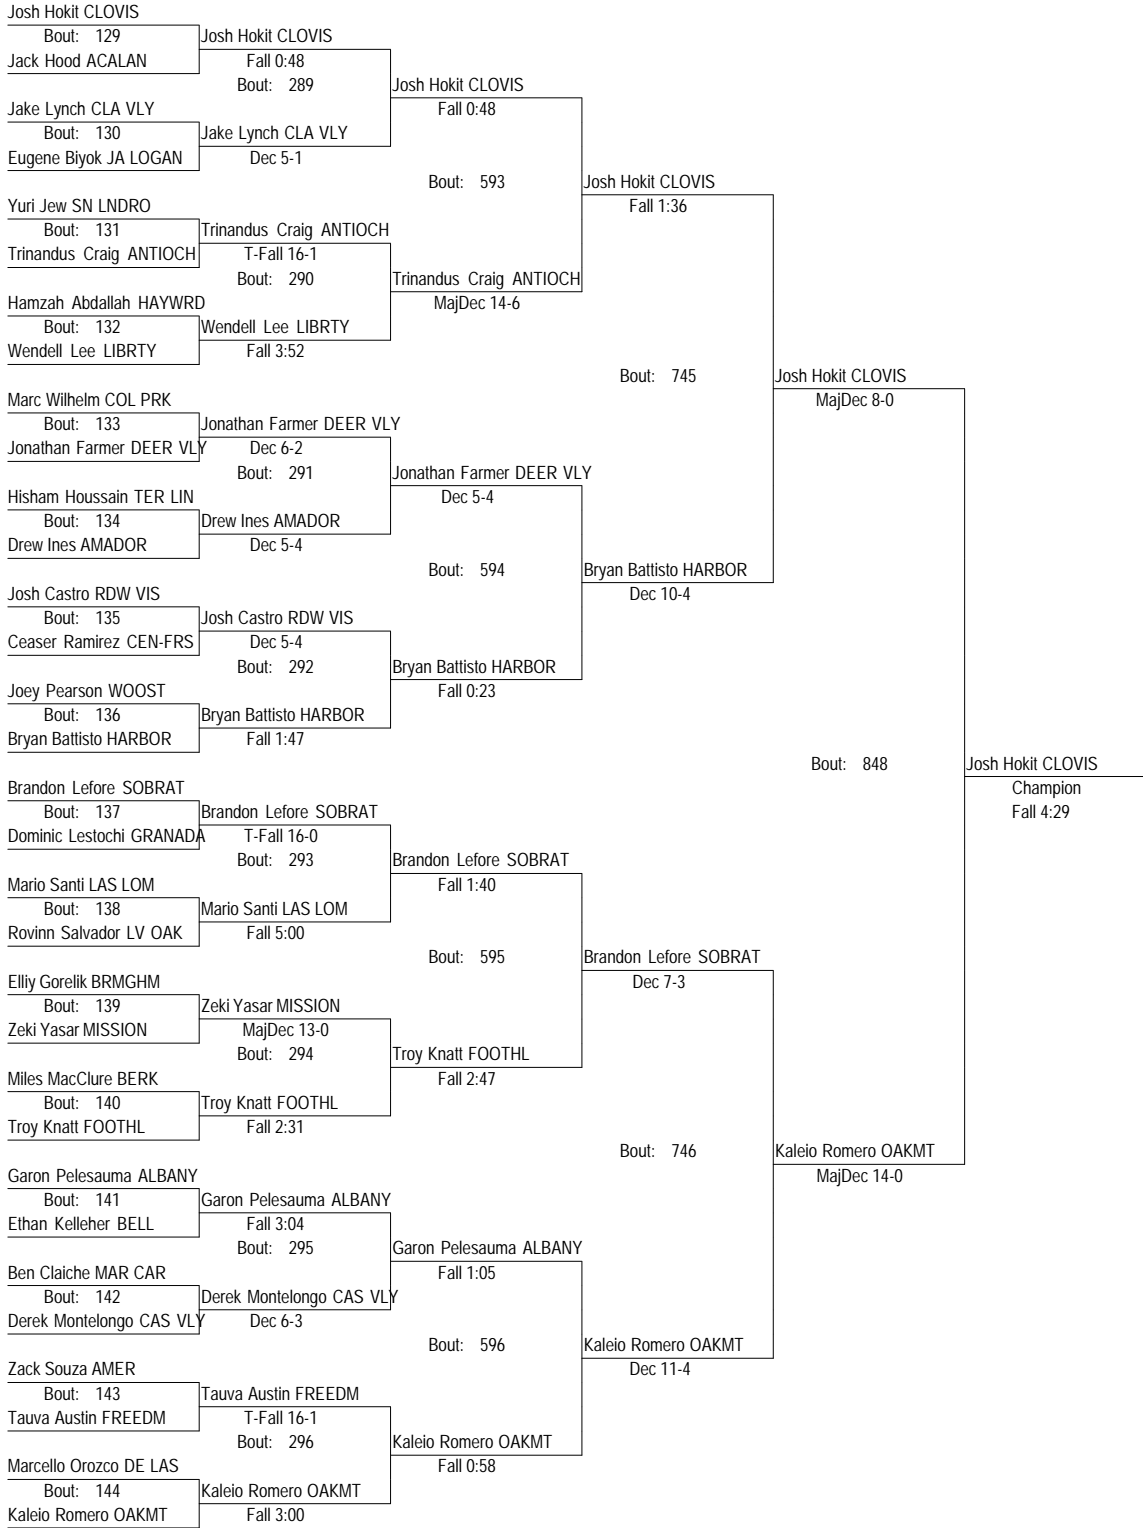 Josh Hokit CLOVIS
Bout: 129
Josh Hokit CLOVIS
Jack Hood ACALAN
Fall 0:48
Bout: 289
Josh Hokit CLOVIS
Jake Lynch CLA VLY
Fall 0:48
Bout: 130
Jake Lynch CLA VLY
Eugene Biyok JA LOGAN
Dec 5-1
Bout: 593
Josh Hokit CLOVIS
Yuri Jew SN LNDRO
Fall 1:36
Bout: 131
Trinandus Craig ANTIOCH
Trinandus Craig ANTIOCH
T-Fall 16-1
Bout: 290
Trinandus Craig ANTIOCH
Hamzah Abdallah HAYWRD
MajDec 14-6
Bout: 132
Wendell Lee LIBRTY
Wendell Lee LIBRTY
Fall 3:52
Bout: 745
Josh Hokit CLOVIS
Marc Wilhelm COL PRK
MajDec 8-0
Bout: 133
Jonathan Farmer DEER VLY
Jonathan Farmer DEER VLY
Dec 6-2
Bout: 291
Jonathan Farmer DEER VLY
Hisham Houssain TER LIN
Dec 5-4
Bout: 134
Drew Ines AMADOR
Drew Ines AMADOR
Dec 5-4
Bout: 594
Bryan Battisto HARBOR
Josh Castro RDW VIS
Dec 10-4
Bout: 135
Josh Castro RDW VIS
Ceaser Ramirez CEN-FRS
Dec 5-4
Bout: 292
Bryan Battisto HARBOR
Joey Pearson WOOST
Fall 0:23
Bout: 136
Bryan Battisto HARBOR
Bryan Battisto HARBOR
Fall 1:47
Bout: 848
Josh Hokit CLOVIS
Brandon Lefore SOBRAT
Champion
Bout: 137
Brandon Lefore SOBRAT
Fall 4:29
Dominic Lestochi GRANADA
T-Fall 16-0
Bout: 293
Brandon Lefore SOBRAT
Mario Santi LAS LOM
Fall 1:40
Bout: 138
Mario Santi LAS LOM
Rovinn Salvador LV OAK
Fall 5:00
Bout: 595
Brandon Lefore SOBRAT
Elliy Gorelik BRMGHM
Dec 7-3
Bout: 139
Zeki Yasar MISSION
Zeki Yasar MISSION
MajDec 13-0
Bout: 294
Troy Knatt FOOTHL
Miles MacClure BERK
Fall 2:47
Bout: 140
Troy Knatt FOOTHL
Troy Knatt FOOTHL
Fall 2:31
Bout: 746
Kaleio Romero OAKMT
Garon Pelesauma ALBANY
MajDec 14-0
Bout: 141
Garon Pelesauma ALBANY
Ethan Kelleher BELL
Fall 3:04
Bout: 295
Garon Pelesauma ALBANY
Ben Claiche MAR CAR
Fall 1:05
Bout: 142
Derek Montelongo CAS VLY
Derek Montelongo CAS VLY
Dec 6-3
Bout: 596
Kaleio Romero OAKMT
Zack Souza AMER
Dec 11-4
Bout: 143
Tauva Austin FREEDM
Tauva Austin FREEDM
T-Fall 16-1
Bout: 296
Kaleio Romero OAKMT
Marcello Orozco DE LAS
Fall 0:58
Bout: 144
Kaleio Romero OAKMT
Kaleio Romero OAKMT
Fall 3:00